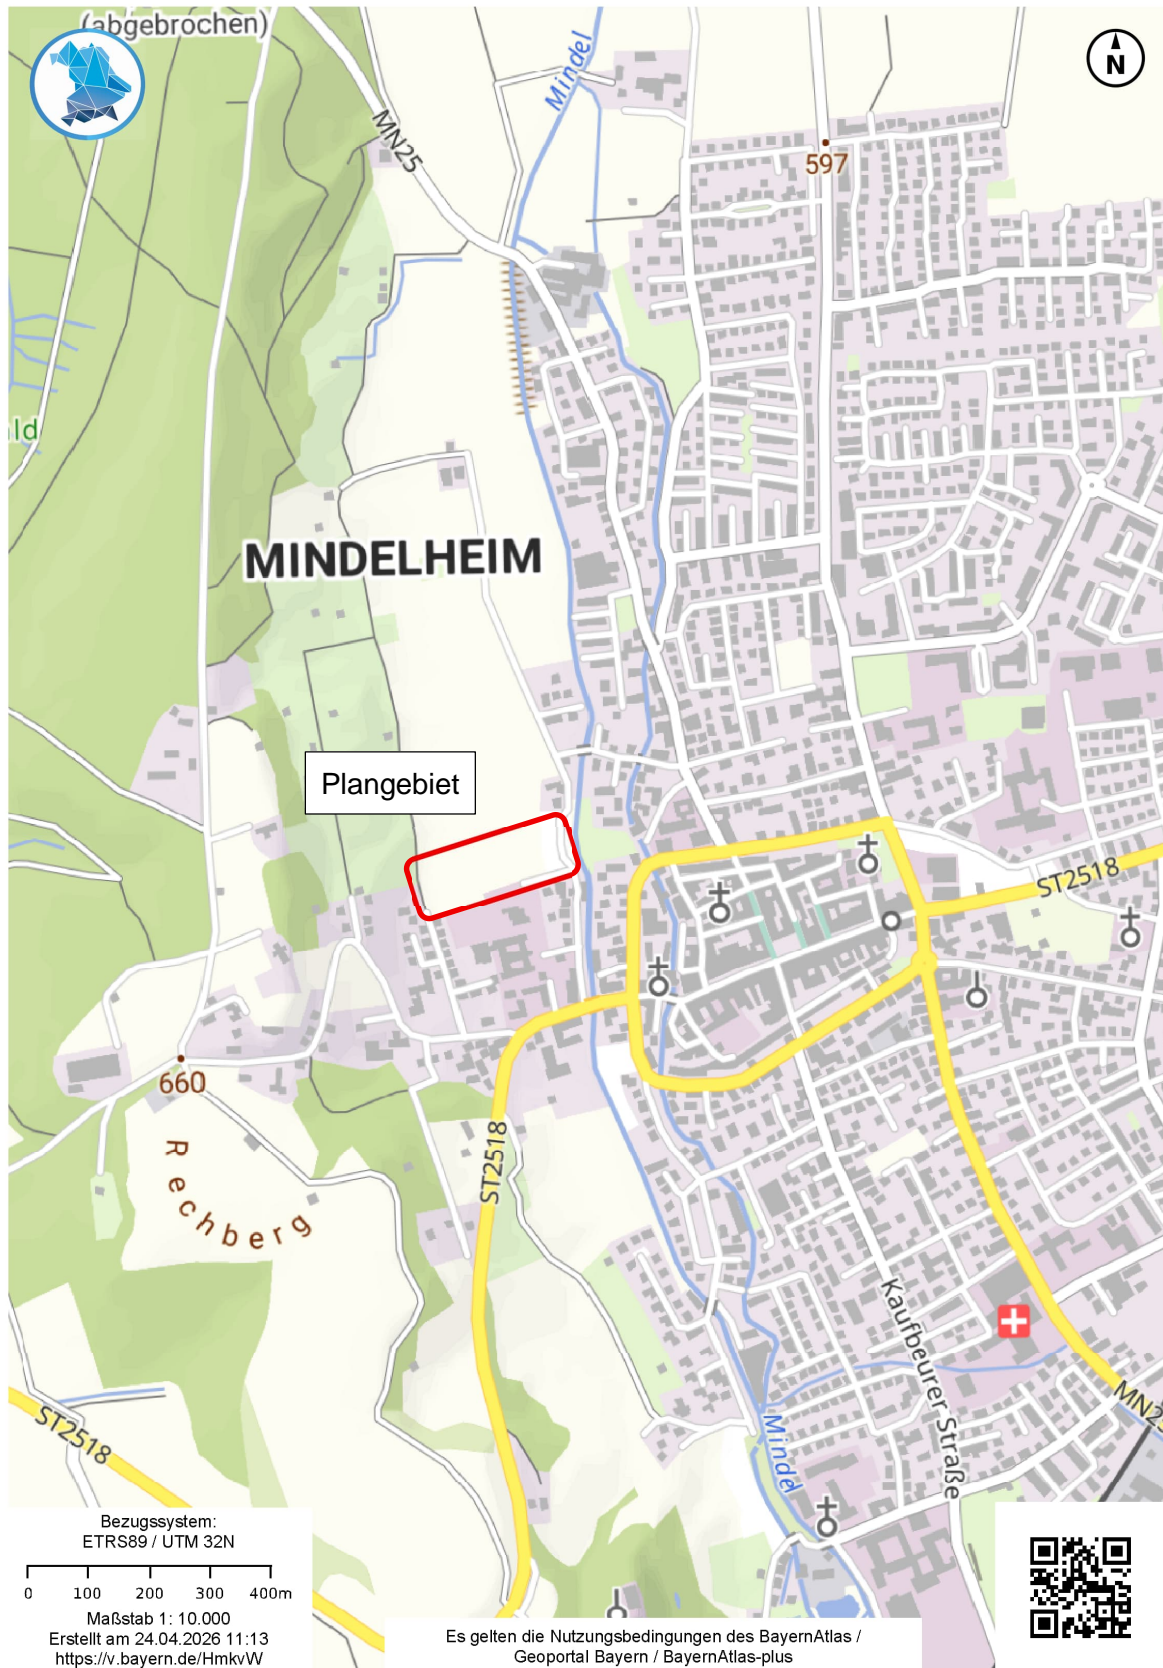 (abgebrochen)
N
Mindel
MN25
597
ld
MINDELHEIM
Plangebiet
ST2518
660
Rechberg
ST2518
Kaufbeurer Straße
MN25
ST2518
Mindel
Bezugssystem:
ETRS89 / UTM 32N
0 100 200 300 400m
Maßstab 1: 10.000
Erstellt am 24.04.2026 11:13
https://v.bayern.de/HmkvW
Es gelten die Nutzungsbedingungen des BayernAtlas /
Geoportal Bayern / BayernAtlas-plus